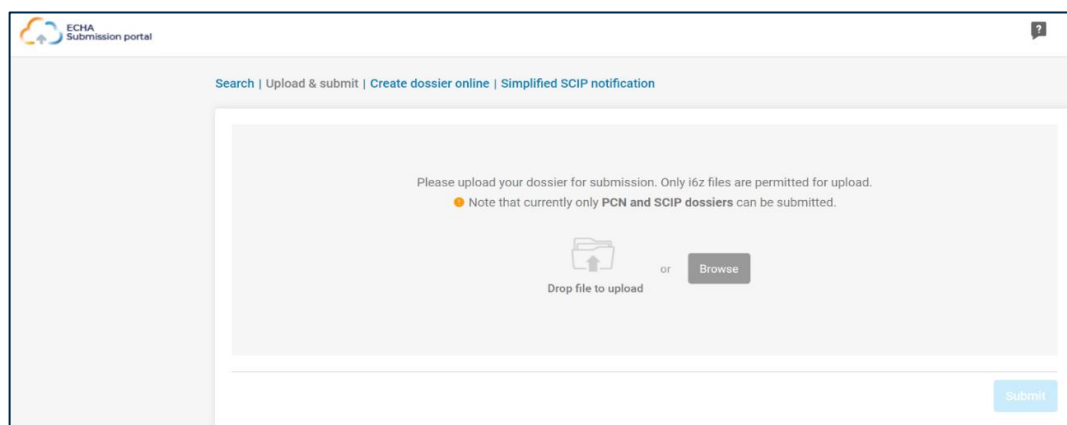 ECHA
Submission portal
?
Search | Upload & submit | Create dossier online | Simplified SCIP notification
Please upload your dossier for submission. Only i6z files are permitted for upload.
! Note that currently only PCN and SCIP dossiers can be submitted.
or
Browse
Drop file to upload
Submit